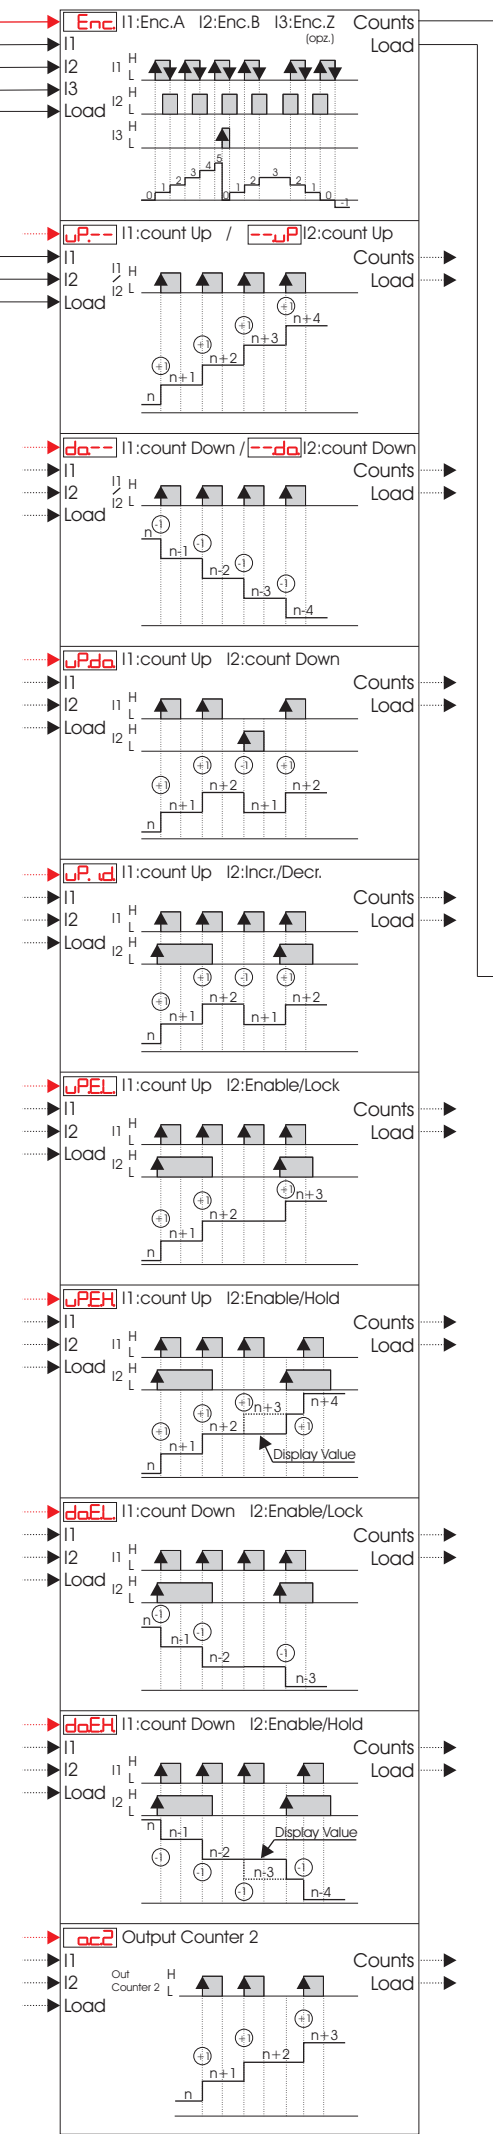 Enc. I1:Enc.A I2:Enc.B I3:Enc.Z (opz.) Counts
I1 Load
I2
I3
Load
I1 H L
I2 H L
I3 H L
0 1 2 3 4 5 0 1 2 3 2 1 0 -1
uP.-- I1:count Up / --.uP I2:count Up
I1 Counts
I2 Load
Load
I1 / I2 H L
+1 +1 +1 +1
n n+1 n+2 n+3 n+4
do-- I1:count Down / --do I2:count Down
I1 Counts
I2 Load
Load
I1 / I2 H L
-1 -1 -1 -1
n n-1 n-2 n-3 n-4
uP.do I1:count Up I2:count Down
I1 Counts
I2 Load
Load
I1 H L
I2 H L
+1 +1 -1 +1
n n+1 n+2 n+1 n+2
uP. id I1:count Up I2:Incr./Decr.
I1 Counts
I2 Load
Load
I1 H L
I2 H L
+1 +1 -1 +1
n n+1 n+2 n+1 n+2
uP.E.L. I1:count Up I2:Enable/Lock
I1 Counts
I2 Load
Load
I1 H L
I2 H L
+1 +1 +1
n n+1 n+2 n+3
uP.E.H. I1:count Up I2:Enable/Hold
I1 Counts
I2 Load
Load
I1 H L
I2 H L
+1 +1 +1 +1
n n+1 n+2 n+3 n+4
Display Value
do.E.L. I1:count Down I2:Enable/Lock
I1 Counts
I2 Load
Load
I1 H L
I2 H L
-1 -1 -1
n n-1 n-2 n-3
do.E.H. I1:count Down I2:Enable/Hold
I1 Counts
I2 Load
Load
I1 H L
I2 H L
n n-1 n-2 n-3 n-4
Display Value
-1 -1 -1 -1
oc.2 Output Counter 2
I1 Counts
I2 Load
Load
Out Counter 2 H L
+1 +1 +1
n n+1 n+2 n+3